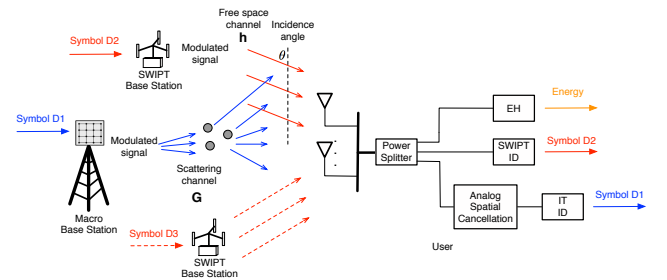 Free space
channel
h
Incidence
angle
θ
Symbol D2
Modulated
signal
SWIPT
Base Station
Symbol D1
Modulated
signal
Scattering
channel
G
Macro
Base Station
Symbol D3
SWIPT
Base Station
Power
Splitter
EH
Energy
SWIPT
ID
Symbol D2
Analog
Spatial
Cancellation
IT
ID
Symbol D1
User